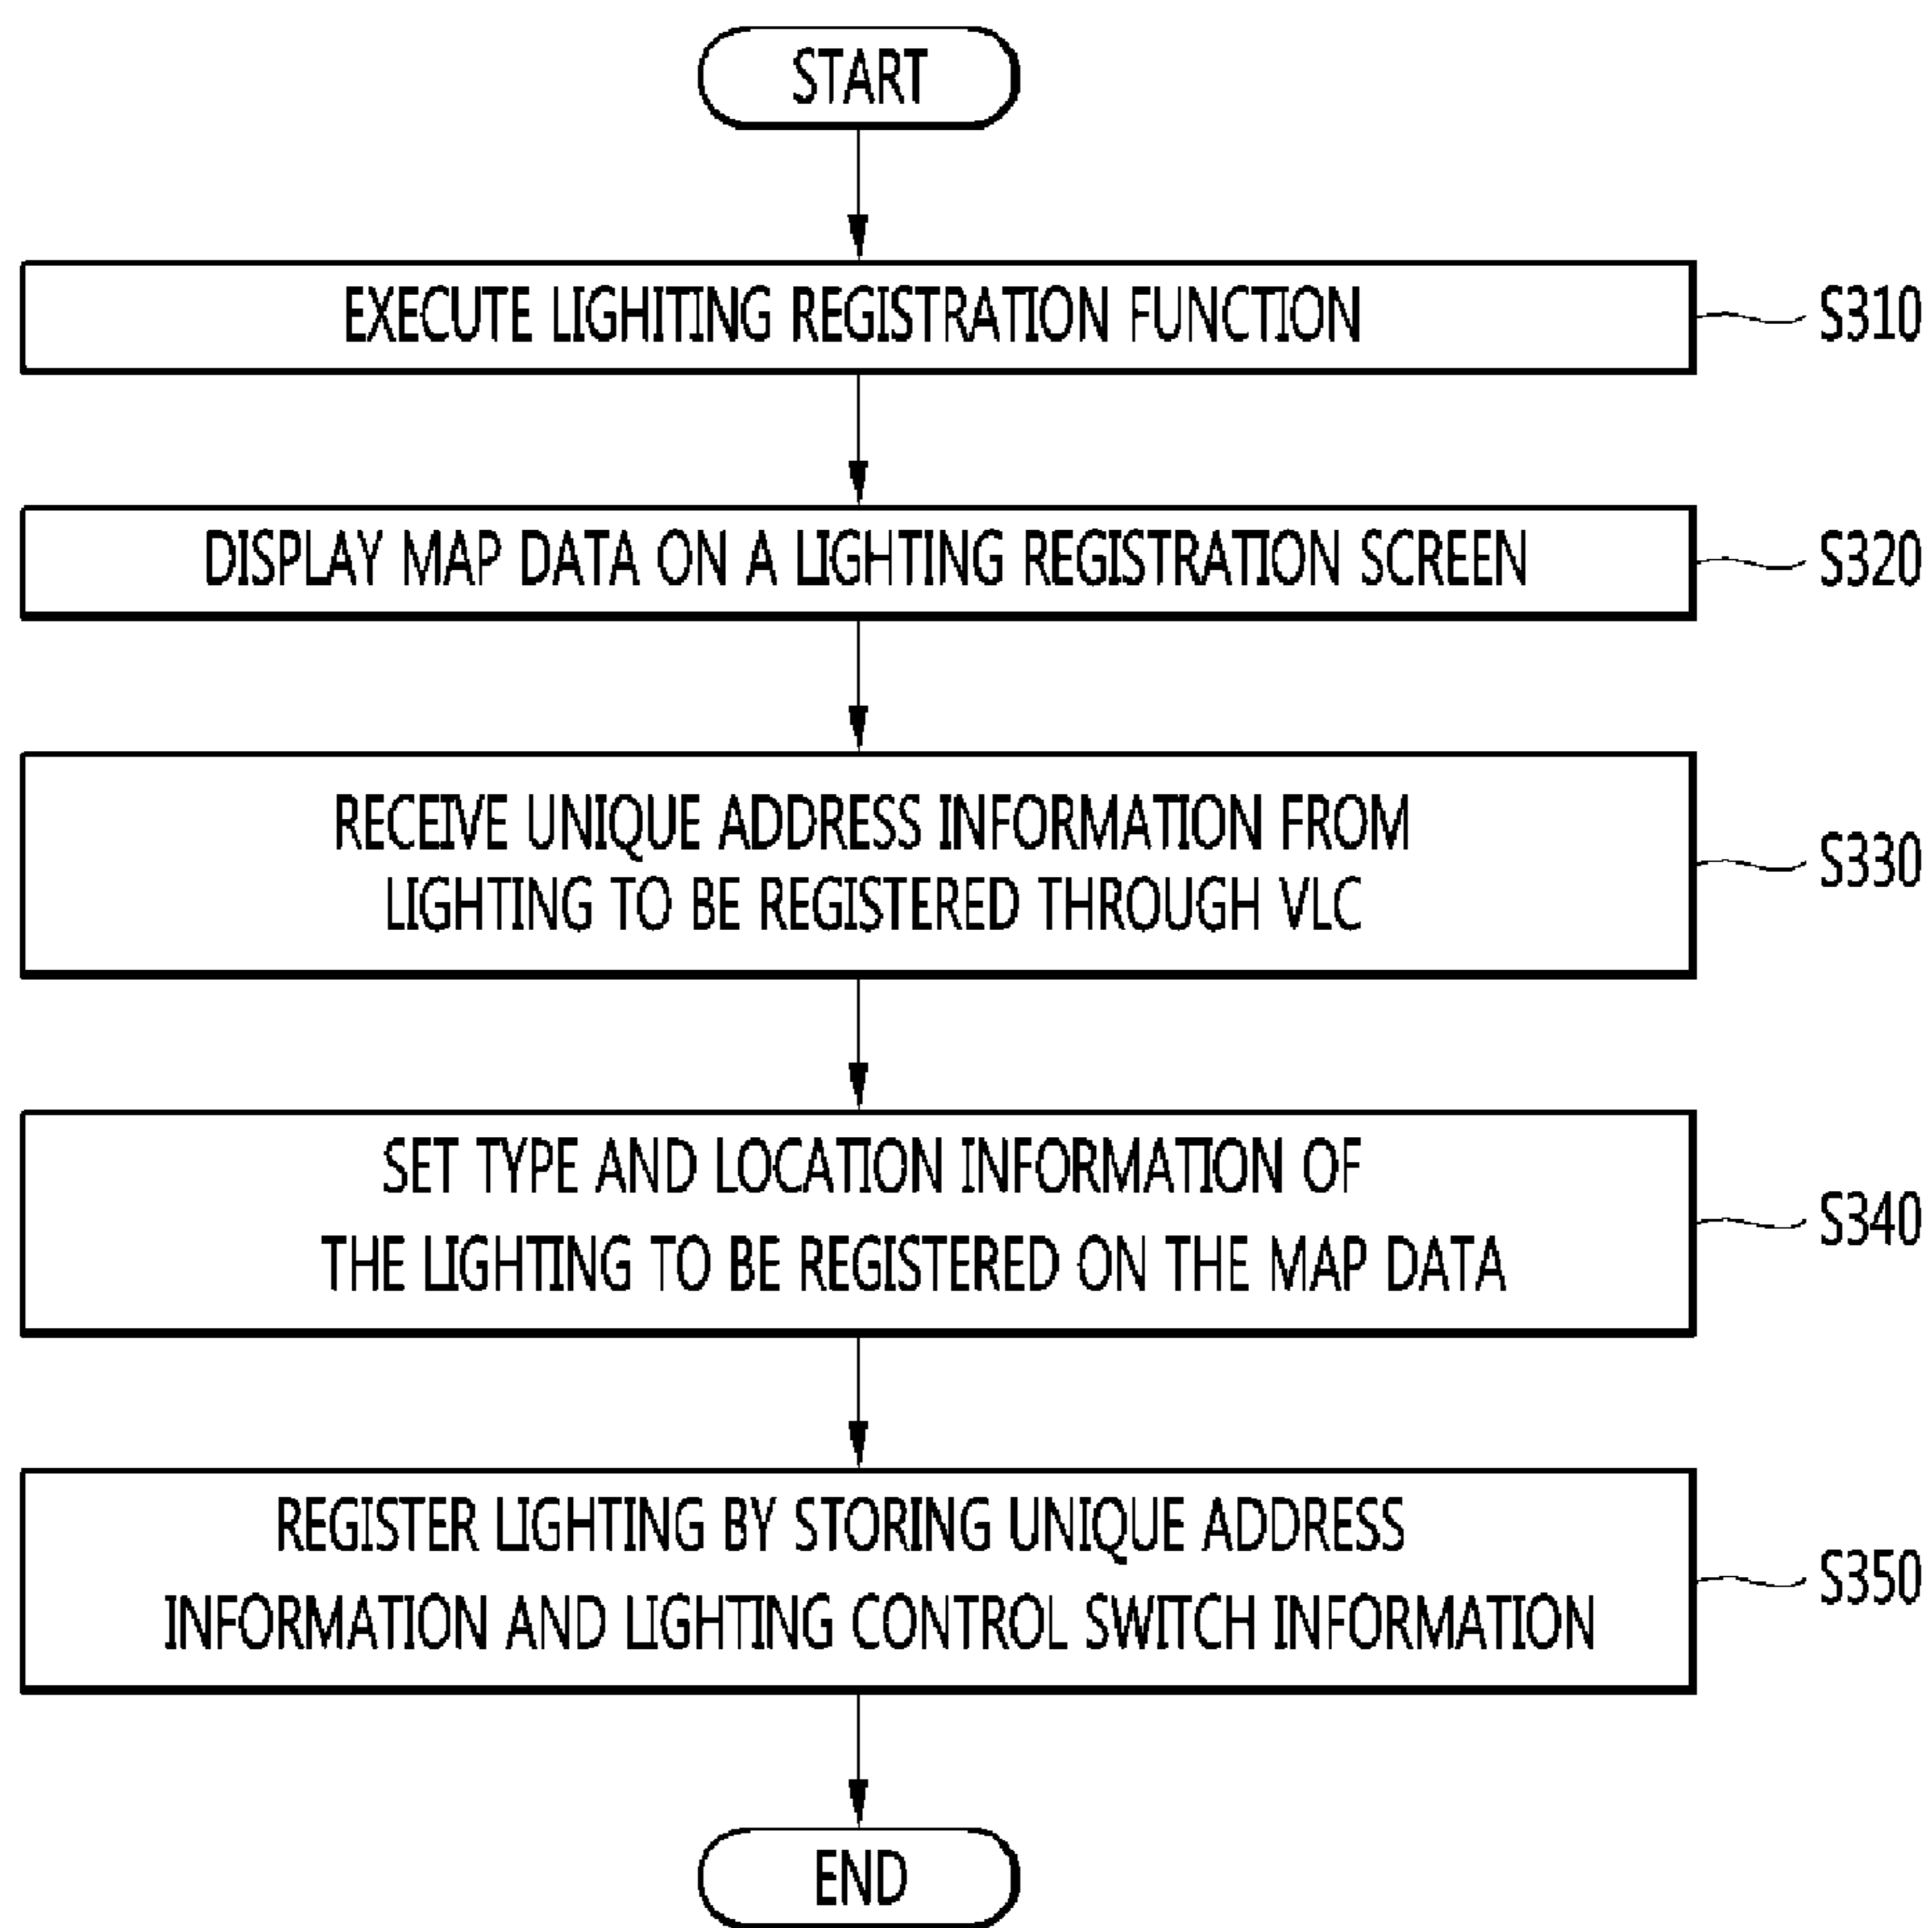 START
EXECUTE LIGHITING REGISTRATION FUNCTION
S310
DISPLAY MAP DATA ON A LIGHTING REGISTRATION SCREEN
S320
RECEIVE UNIQUE ADDRESS INFORMATION FROM
LIGHTING TO BE REGISTERED THROUGH VLC
S330
SET TYPE AND LOCATION INFORMATION OF
THE LIGHTING TO BE REGISTERED ON THE MAP DATA
S340
REGISTER LIGHTING BY STORING UNIQUE ADDRESS
INFORMATION AND LIGHTING CONTROL SWITCH INFORMATION
S350
END